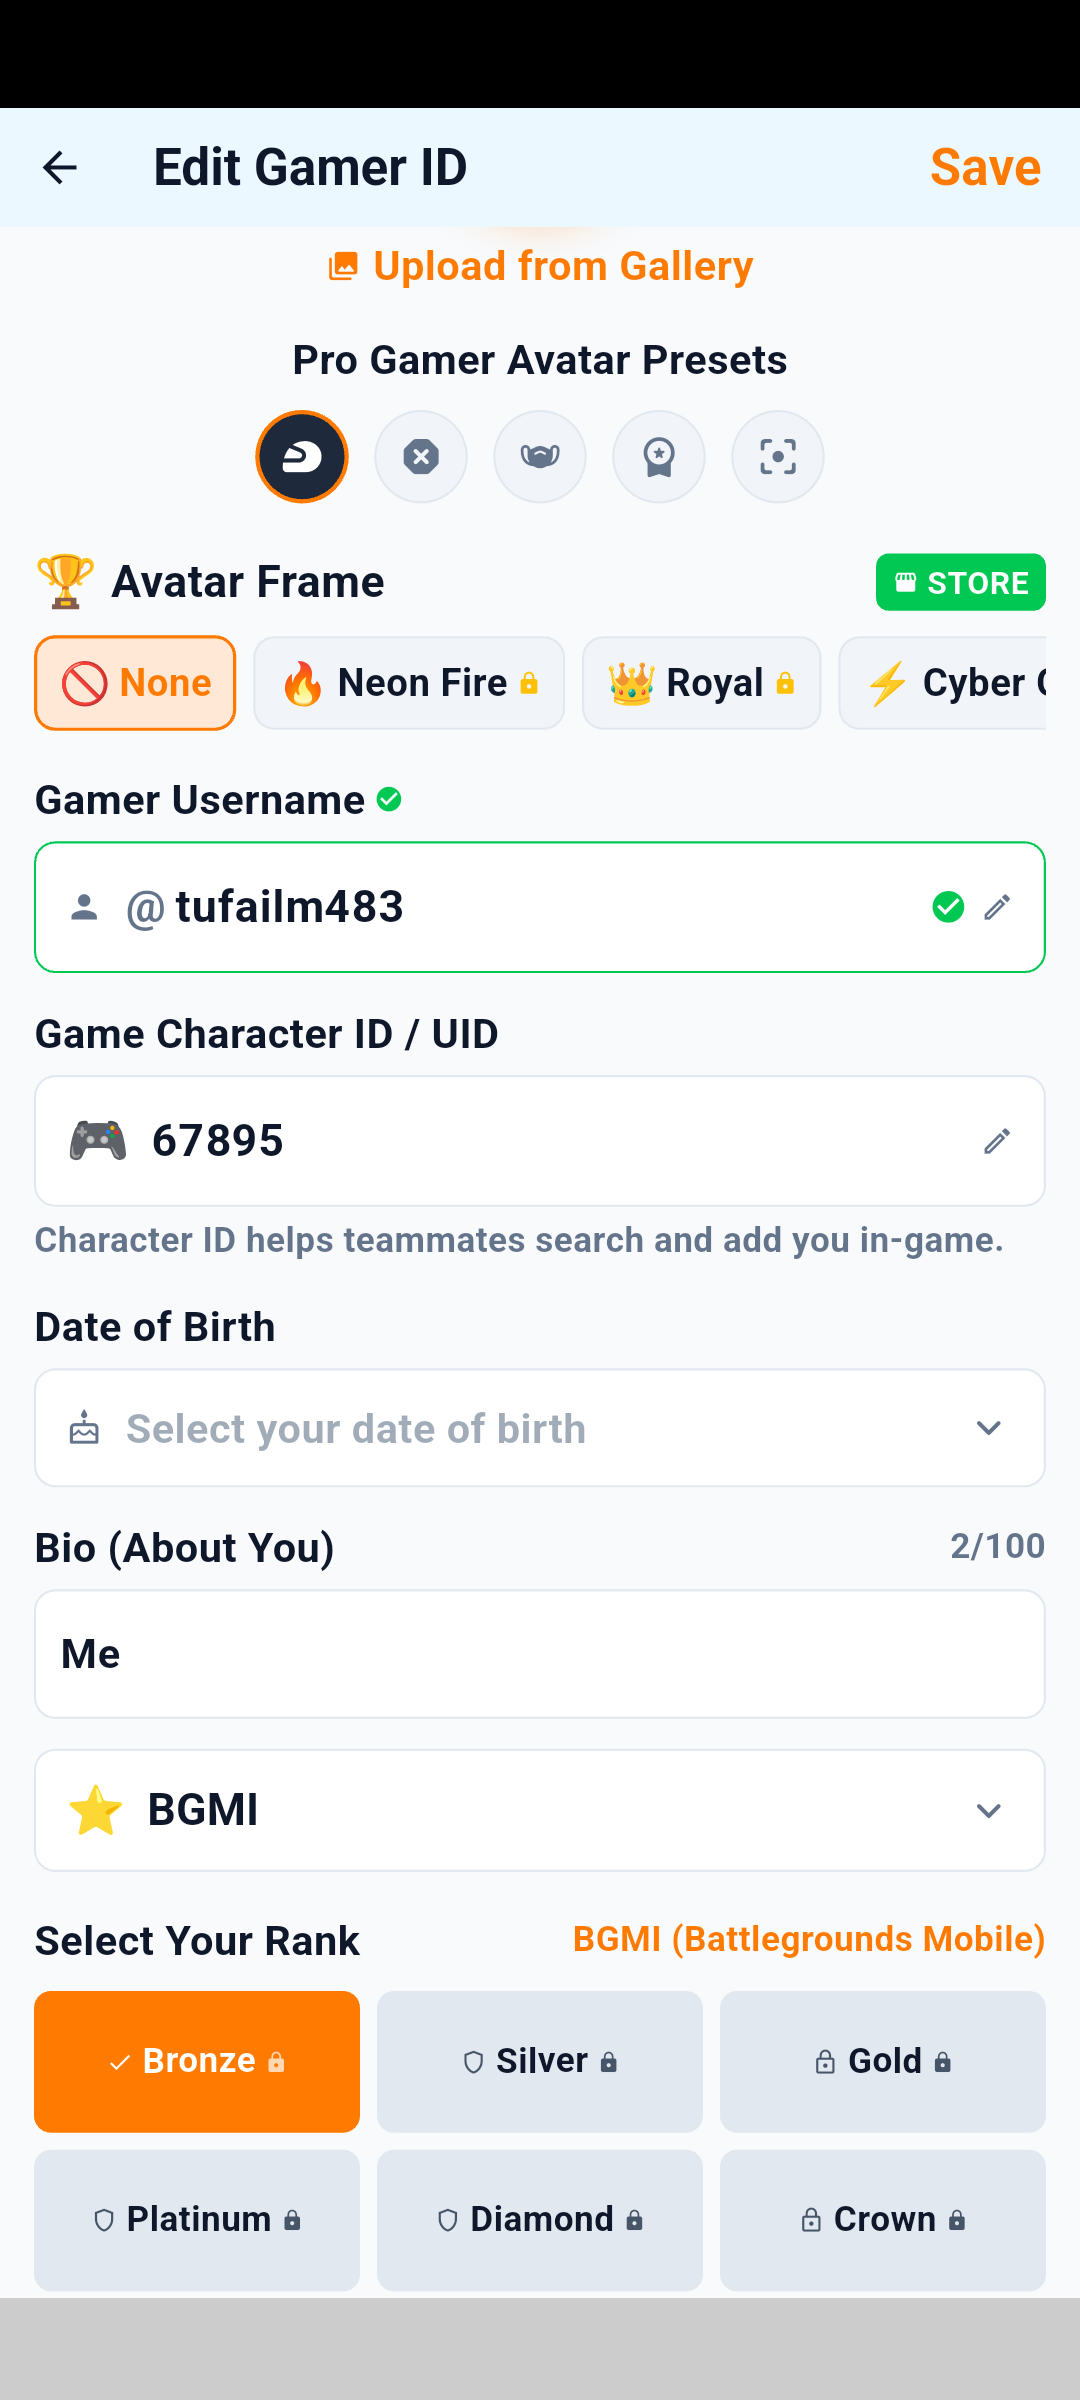 Edit Gamer ID
Save
Upload from Gallery
Pro Gamer Avatar Presets
Avatar Frame
STORE
None
Neon Fire
Royal
Cyber
Gamer Username
@ tufailm483
Game Character ID / UID
67895
Character ID helps teammates search and add you in-game.
Date of Birth
Select your date of birth
Bio (About You)
2/100
Me
BGMI
Select Your Rank
BGMI (Battlegrounds Mobile)
Bronze
Silver
Gold
Platinum
Diamond
Crown